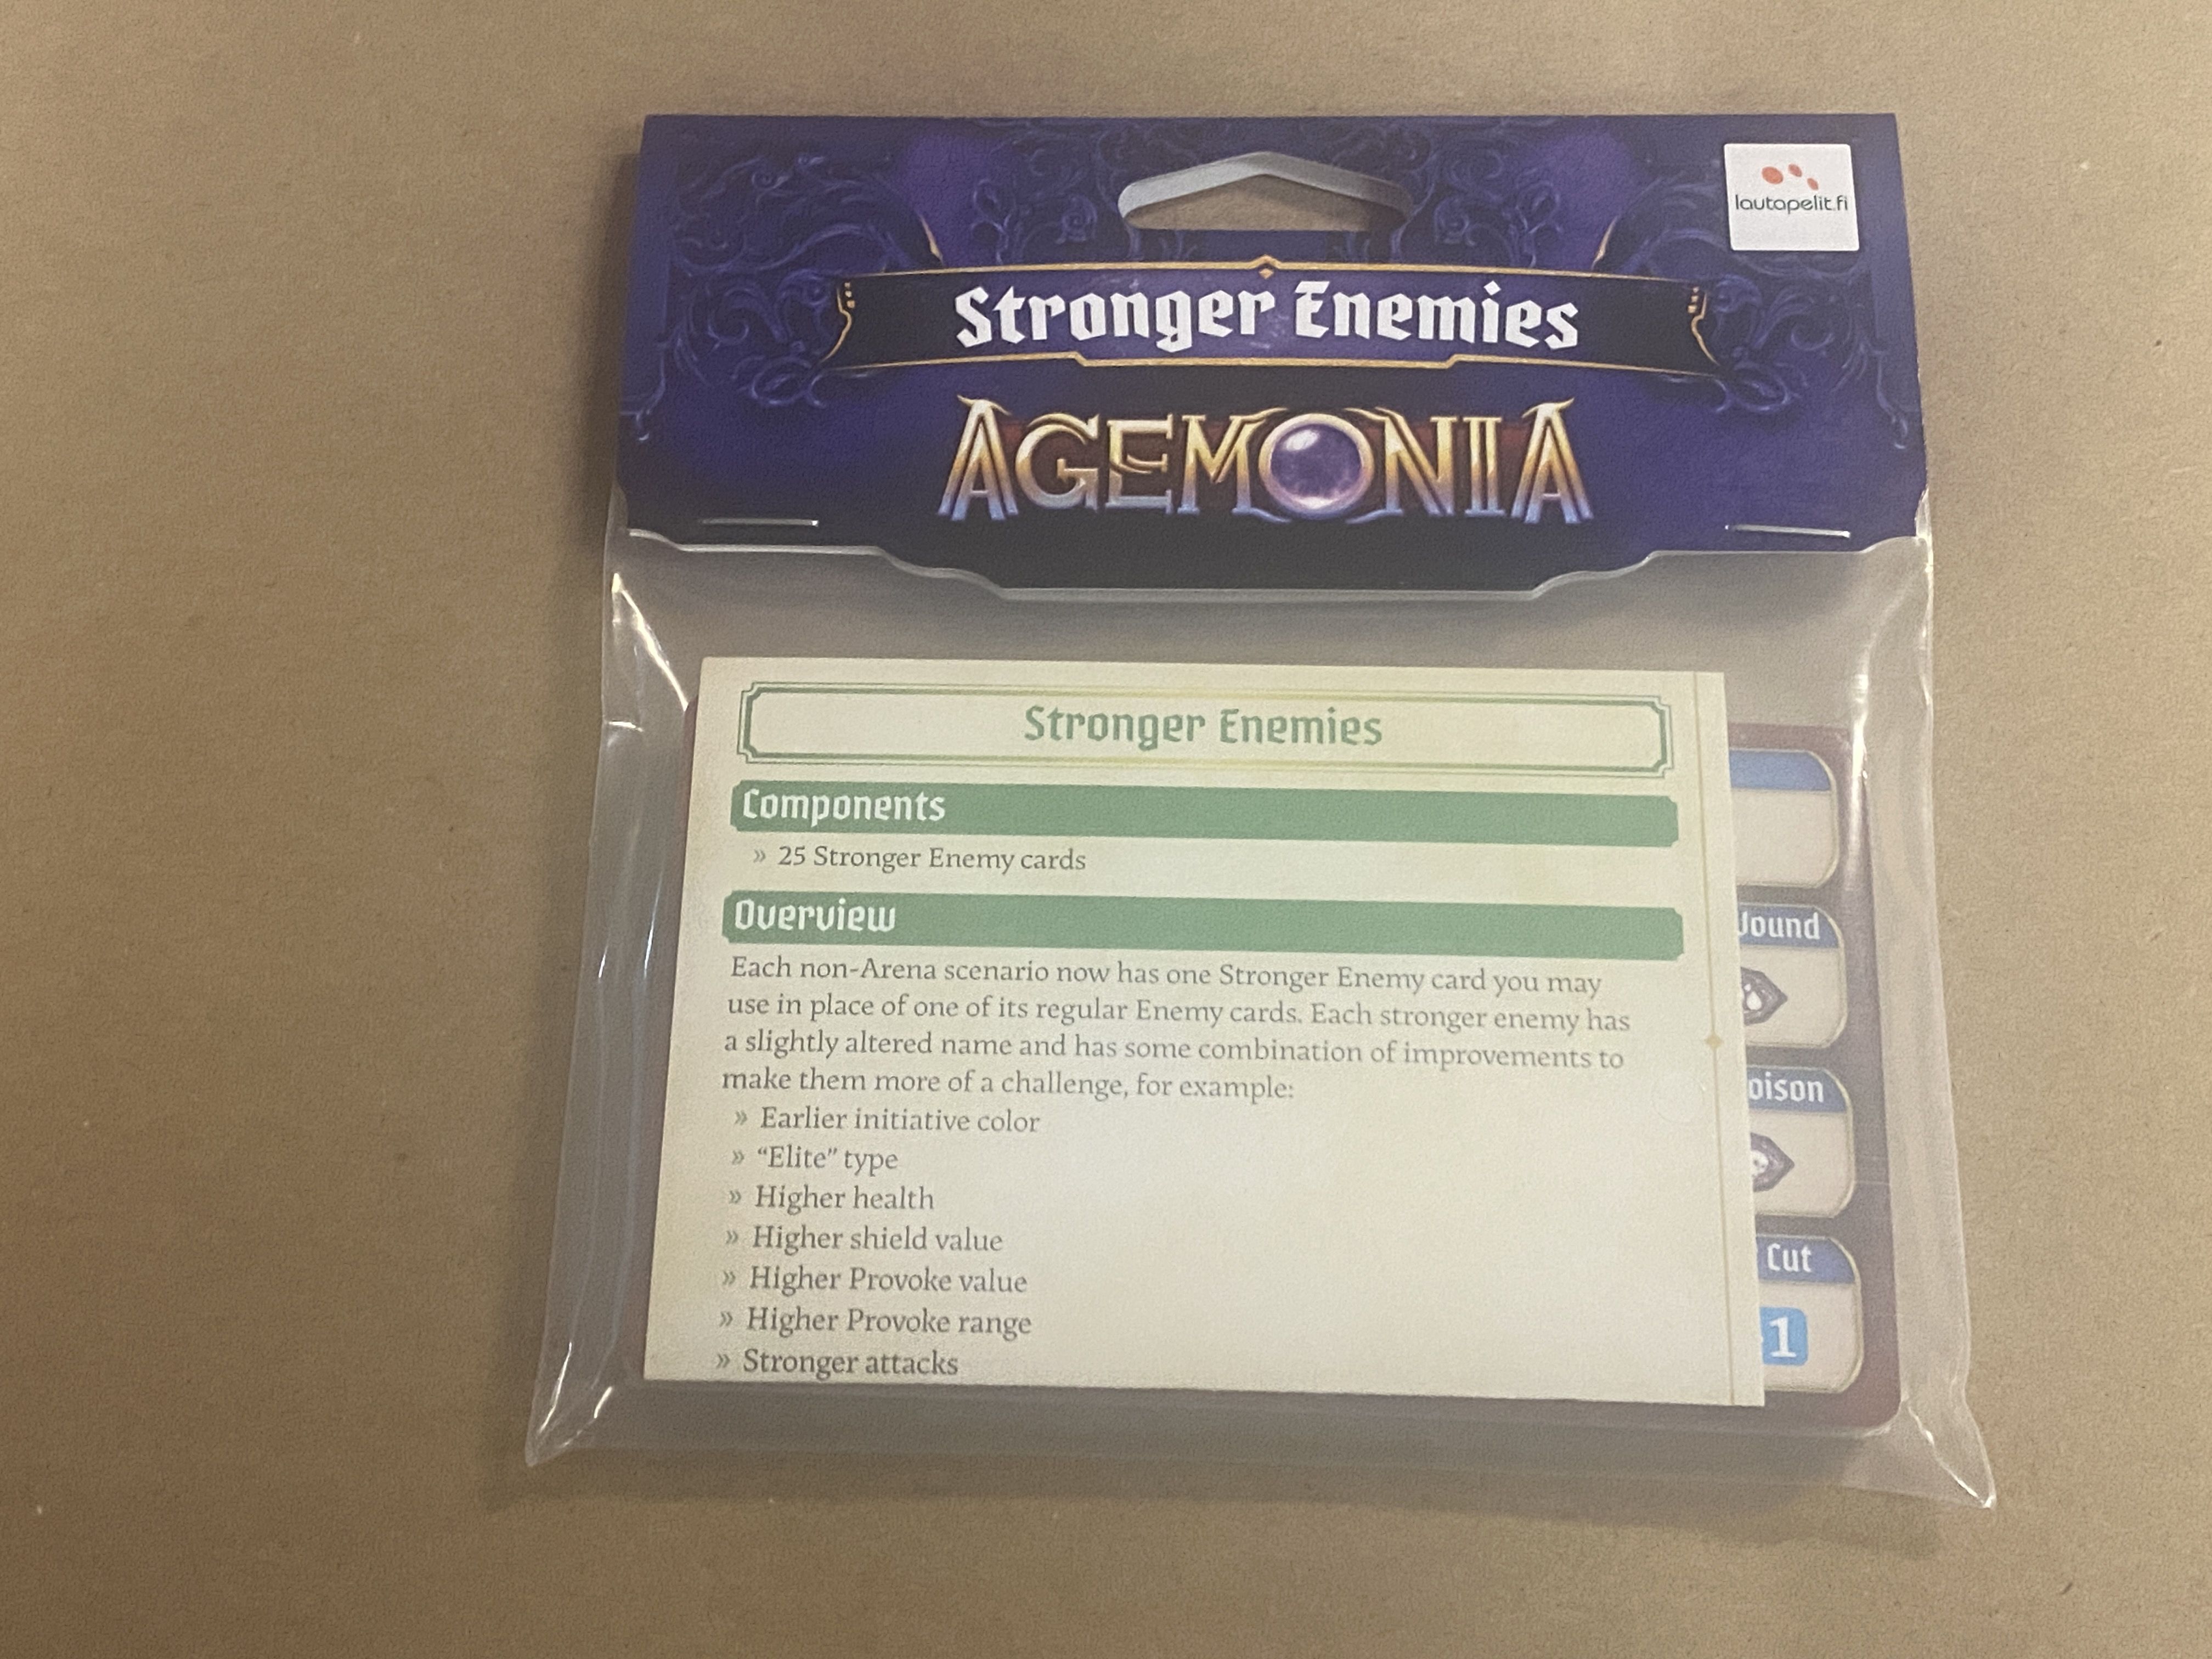 lautapelit.fi
Stronger Enemies
AGEMONIA
Stronger Enemies
Components
» 25 Stronger Enemy cards
Overview
Each non-Arena scenario now has one Stronger Enemy card you may
use in place of one of its regular Enemy cards. Each stronger enemy has
a slightly altered name and has some combination of improvements to
make them more of a challenge, for example:
» Earlier initiative color
» “Elite” type
» Higher health
» Higher shield value
» Higher Provoke value
» Higher Provoke range
» Stronger attacks
ound
oison
Cut
1